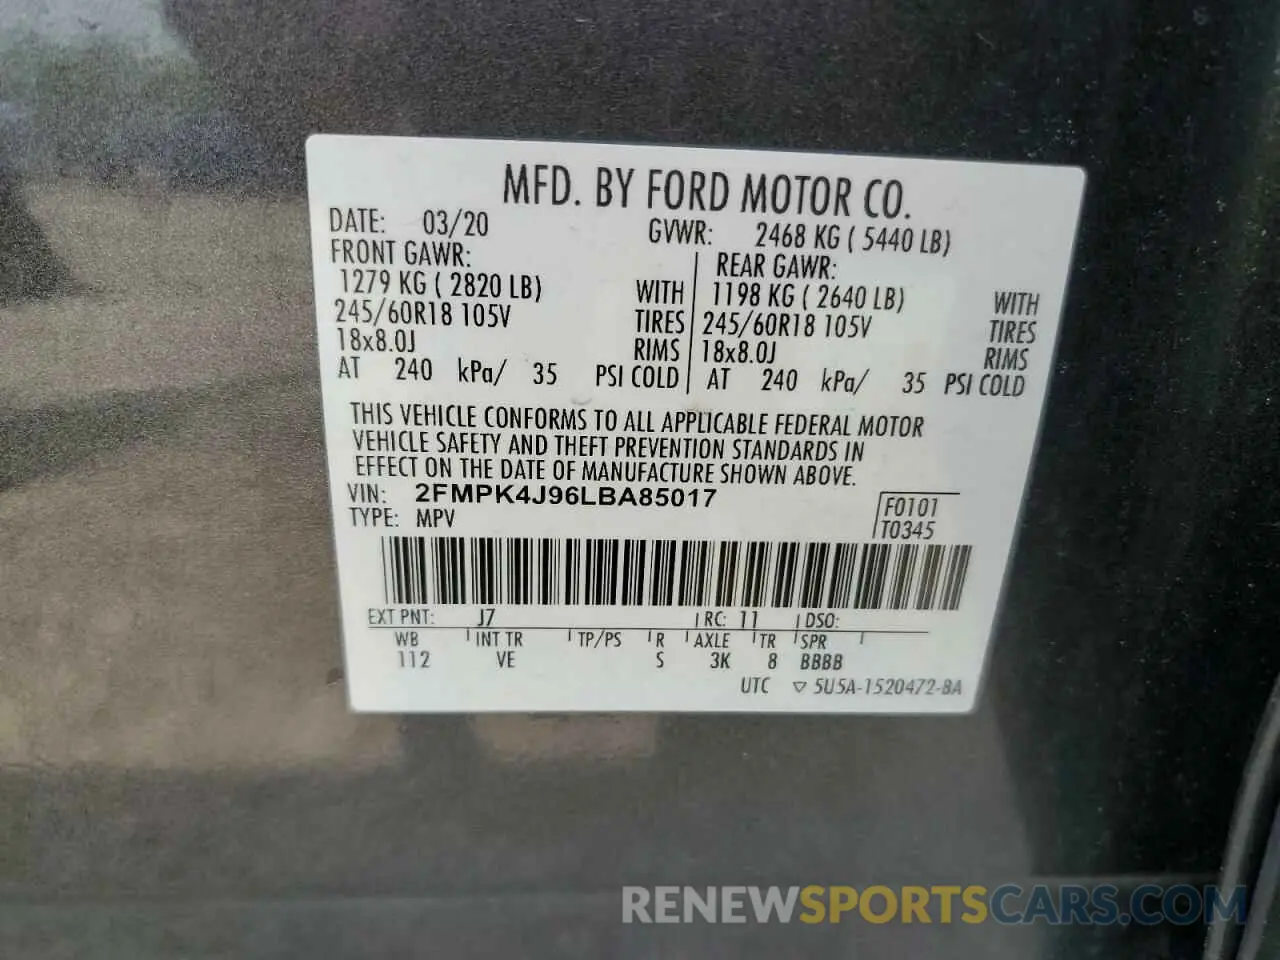 MFD. BY FORD MOTOR CO.
DATE: 03/20 GVWR: 2468 KG ( 5440 LB)
FRONT GAWR: REAR GAWR:
1279 KG ( 2820 LB) WITH 1198 KG ( 2640 LB) WITH
245/60R18 105V TIRES 245/60R18 105V TIRES
18x8.0J RIMS 18x8.0J RIMS
AT 240 kPa/ 35 PSI COLD AT 240 kPa/ 35 PSI COLD
THIS VEHICLE CONFORMS TO ALL APPLICABLE FEDERAL MOTOR
VEHICLE SAFETY AND THEFT PREVENTION STANDARDS IN
EFFECT ON THE DATE OF MANUFACTURE SHOWN ABOVE.
VIN: 2FMPK4J96LBA85017 F0101
TYPE: MPV T0345
EXT PNT: J7 RC: 11 DSO:
WB INT TR TP/PS R AXLE TR SPR
112 VE S 3K 8 BBBB
UTC ▽ 5U5A-1520472-BA
RENEWSPORTSCARS.COM